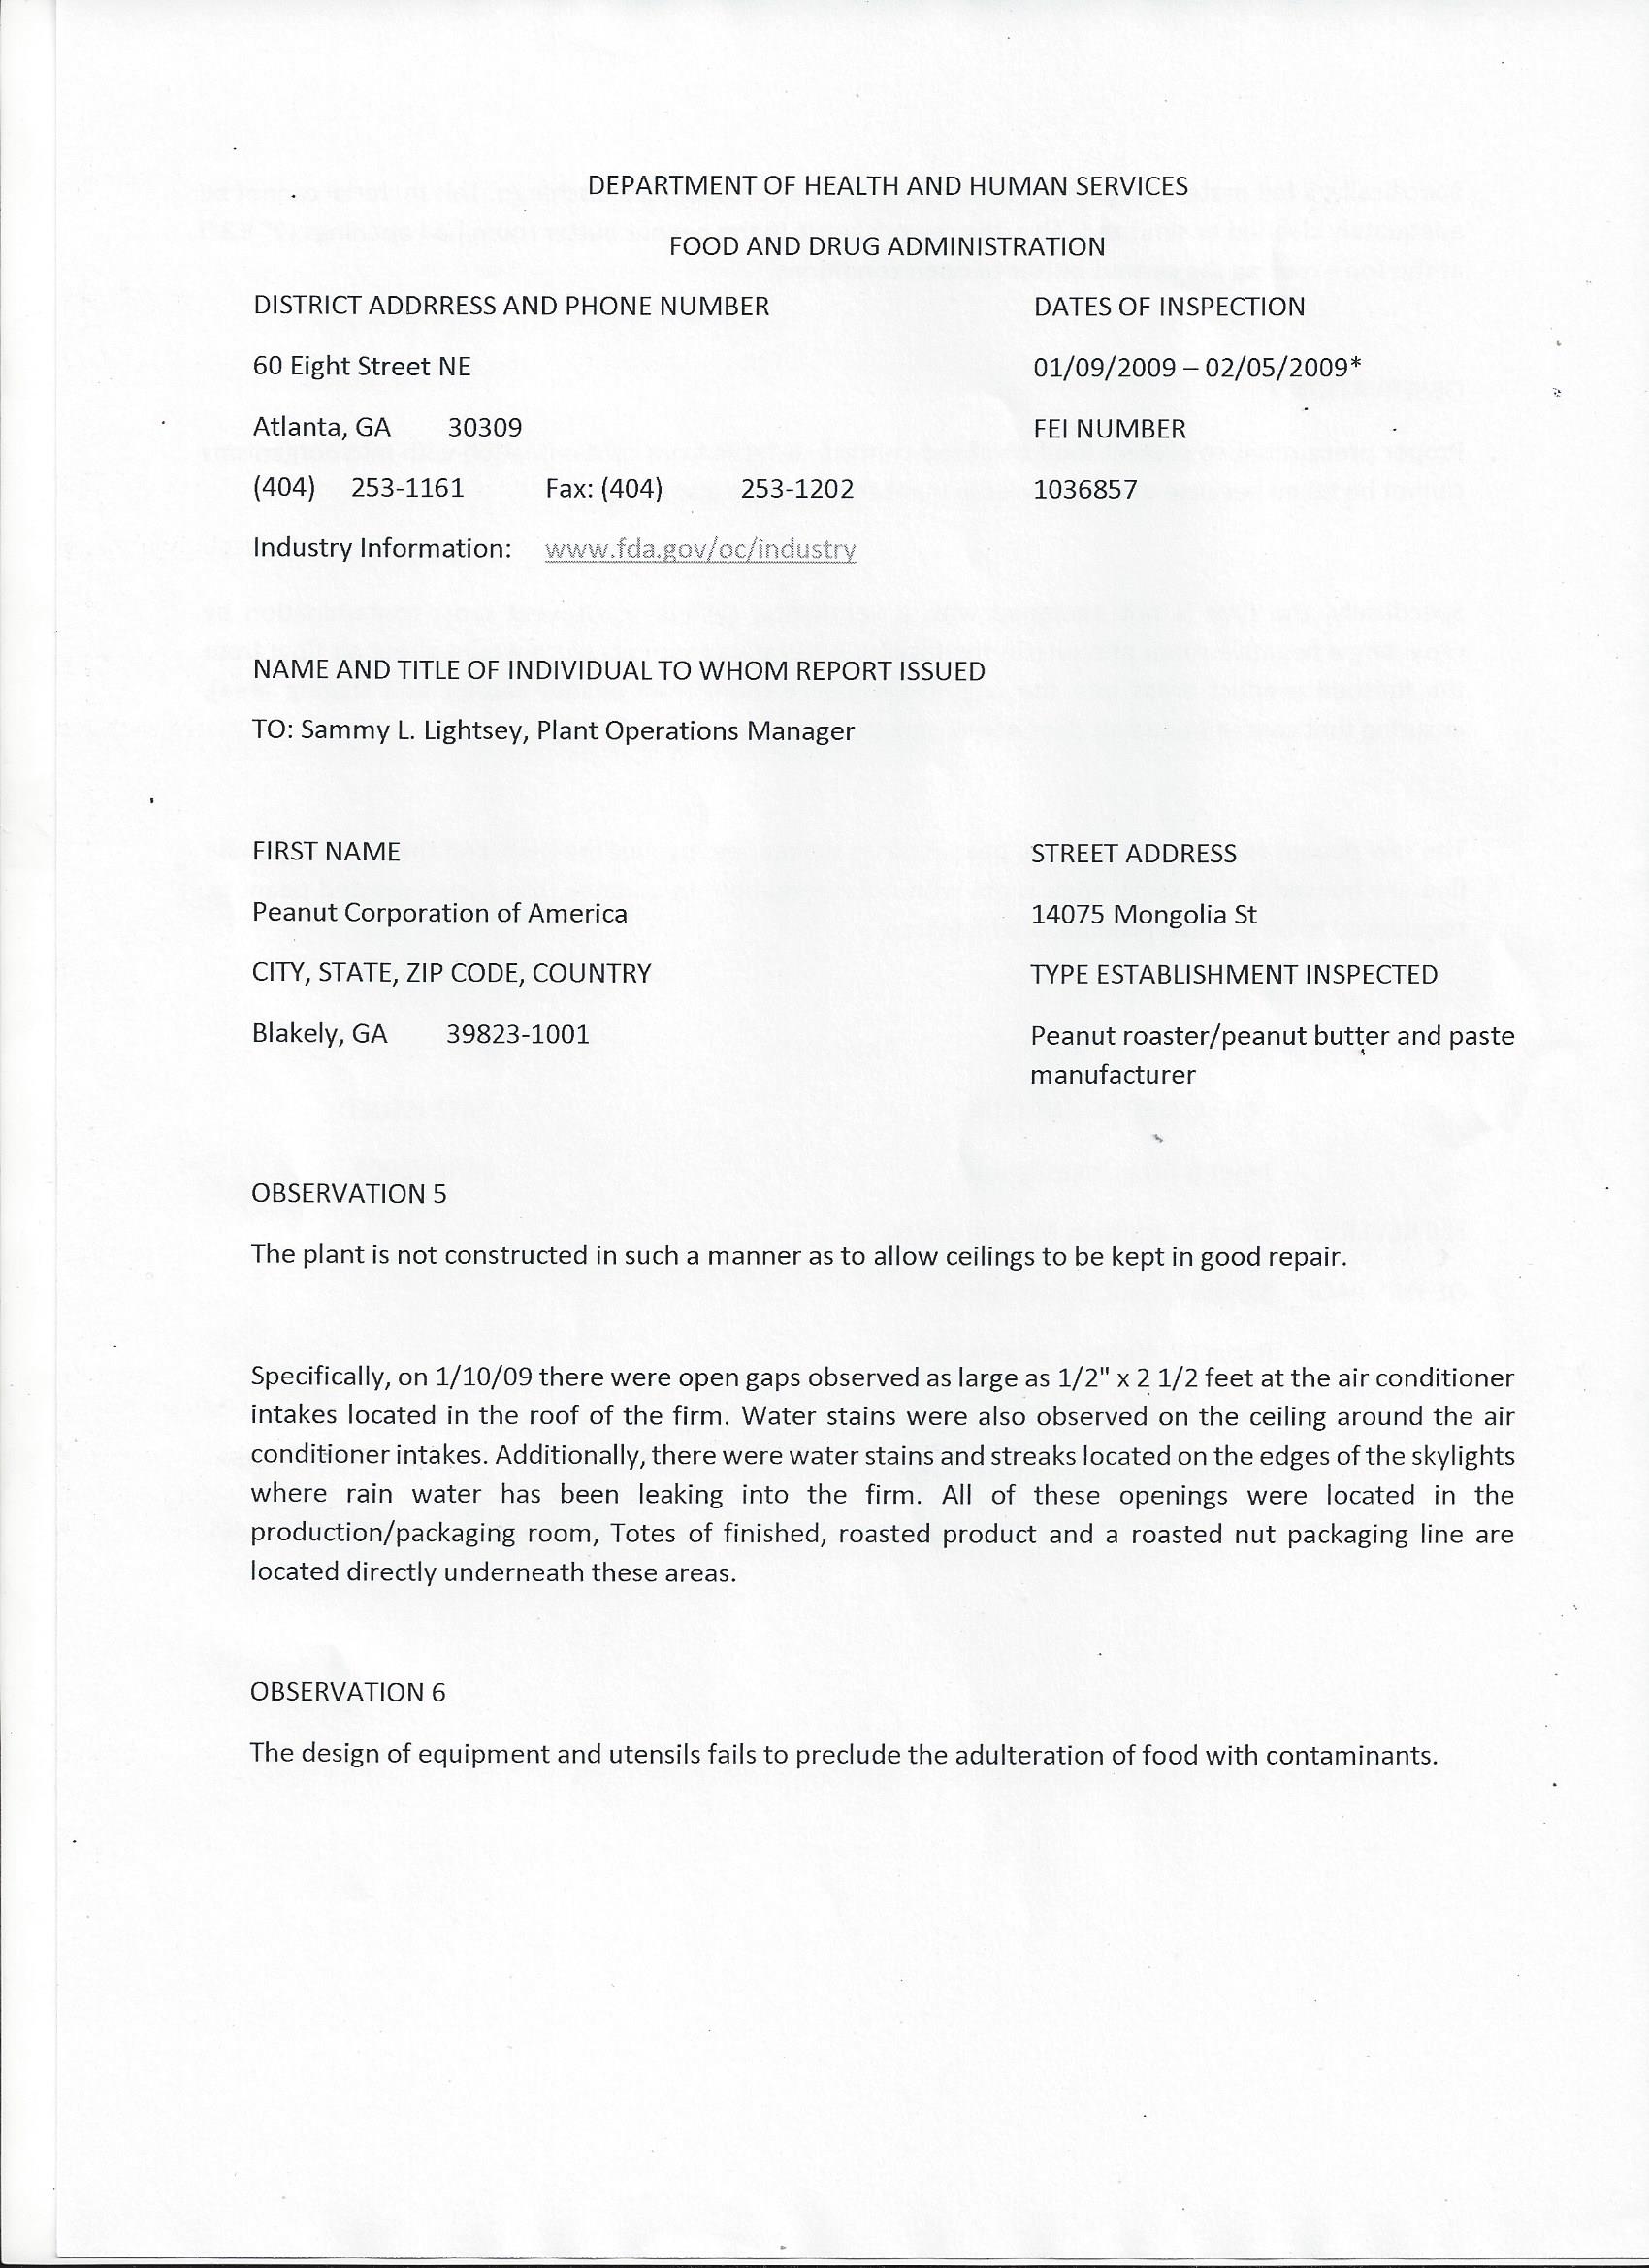 DEPARTMENT OF HEALTH AND HUMAN SERVICES
FOOD AND DRUG ADMINISTRATION
DISTRICT ADDRRESS AND PHONE NUMBER DATES OF INSPECTION
60 Eight Street NE 01/09/2009 – 02/05/2009*
Atlanta, GA 30309 FEI NUMBER
(404) 253-1161 Fax: (404) 253-1202 1036857
Industry Information: www.fda.gov/oc/industry
NAME AND TITLE OF INDIVIDUAL TO WHOM REPORT ISSUED
TO: Sammy L. Lightsey, Plant Operations Manager
FIRST NAME STREET ADDRESS
Peanut Corporation of America 14075 Mongolia St
CITY, STATE, ZIP CODE, COUNTRY TYPE ESTABLISHMENT INSPECTED
Blakely, GA 39823-1001 Peanut roaster/peanut butter and paste
manufacturer
OBSERVATION 5
The plant is not constructed in such a manner as to allow ceilings to be kept in good repair.
Specifically, on 1/10/09 there were open gaps observed as large as 1/2" x 2 1/2 feet at the air conditioner
intakes located in the roof of the firm. Water stains were also observed on the ceiling around the air
conditioner intakes. Additionally, there were water stains and streaks located on the edges of the skylights
where rain water has been leaking into the firm. All of these openings were located in the
production/packaging room, Totes of finished, roasted product and a roasted nut packaging line are
located directly underneath these areas.
OBSERVATION 6
The design of equipment and utensils fails to preclude the adulteration of food with contaminants.